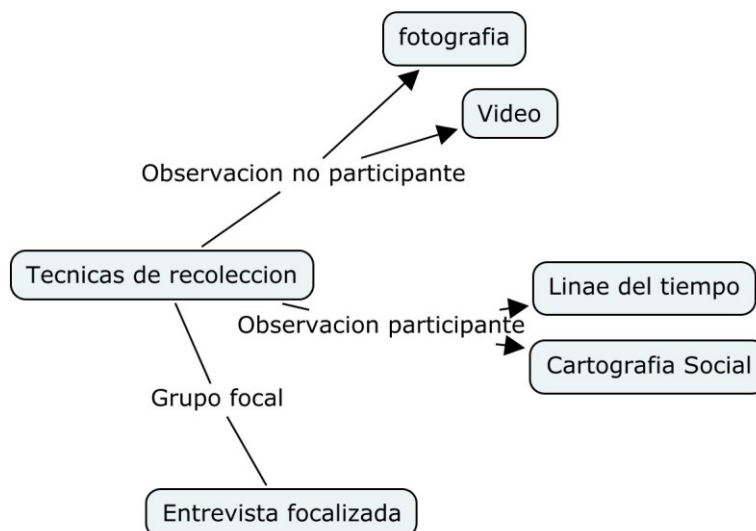 fotografia
Video
Observacion no participante
Tecnicas de recoleccion
Linae del tiempo
Observacion participante
Cartografia Social
Grupo focal
Entrevista focalizada